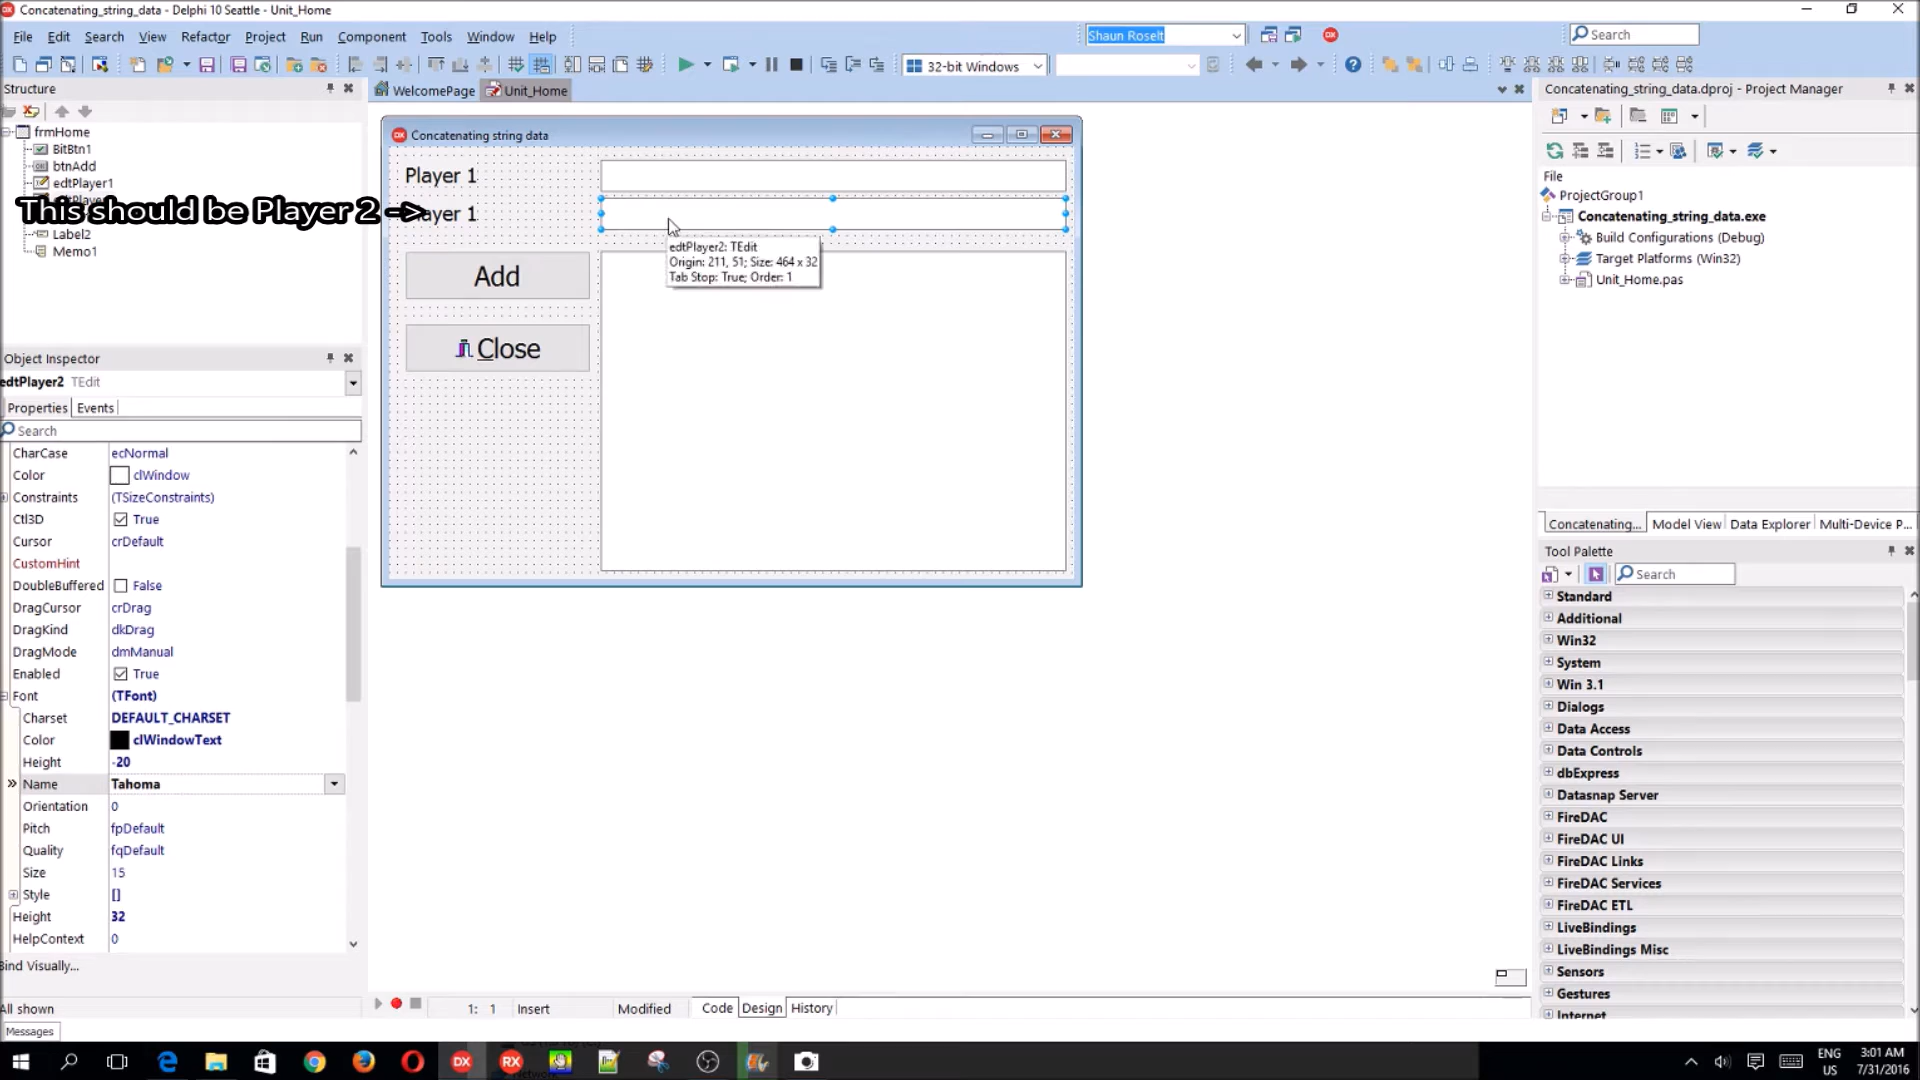 Concatenating_string_data - Delphi 10 Seattle - Unit_Home
File Edit Search View Refactor Project Run Component Tools Window Help
Shaun Roselt
Search
32-bit Windows
Structure
WelcomePage
Unit_Home
Concatenating_string_data.dproj - Project Manager
frmHome
BitBtn1
btnAdd
edtPlayer1
Label2
Memo1
This should be Player 2 ->
Concatenating string data
Player 1
Player 1
edtPlayer2: TEdit
Origin: 211, 51; Size: 464 x 32
Tab Stop: True; Order: 1
Add
Close
File
ProjectGroup1
Concatenating_string_data.exe
Build Configurations (Debug)
Target Platforms (Win32)
Unit_Home.pas
Object Inspector
edtPlayer2 TEdit
Properties Events
Search
CharCase ecNormal
Color clWindow
Constraints (TSizeConstraints)
Ctl3D True
Cursor crDefault
CustomHint
DoubleBuffered False
DragCursor crDrag
DragKind dkDrag
DragMode dmManual
Enabled True
Font (TFont)
Charset DEFAULT_CHARSET
Color clWindowText
Height -20
» Name Tahoma
Orientation 0
Pitch fpDefault
Quality fqDefault
Size 15
Style []
Height 32
HelpContext 0
Bind Visually...
All shown
Messages
Concatenating... Model View Data Explorer Multi-Device P...
Tool Palette
Search
Standard
Additional
Win32
System
Win 3.1
Dialogs
Data Access
Data Controls
dbExpress
Datasnap Server
FireDAC
FireDAC UI
FireDAC Links
FireDAC Services
FireDAC ETL
LiveBindings
LiveBindings Misc
Sensors
Gestures
Internet
1: 1 Insert Modified Code Design History
DX
RX
ENG
US
3:01 AM
7/31/2016